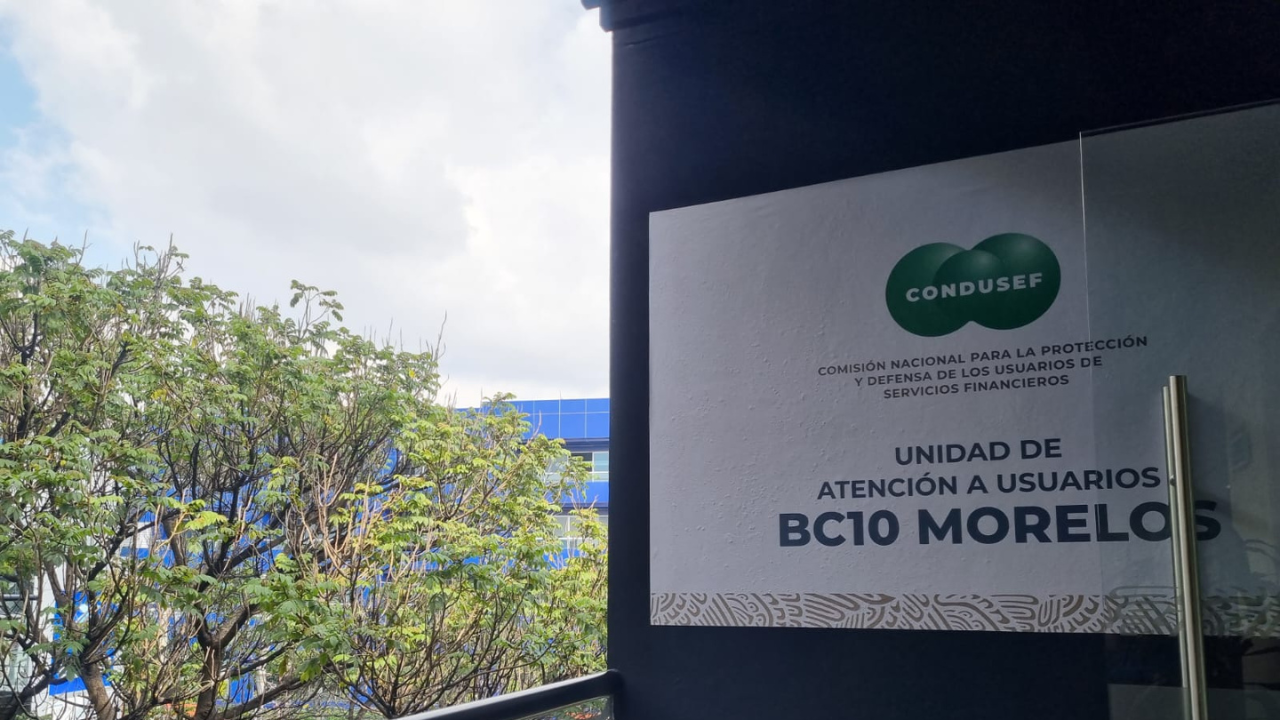 CONDUSEF
COMISIÓN NACIONAL PARA LA PROTECCIÓN
Y DEFENSA DE LOS USUARIOS DE
SERVICIOS FINANCIEROS
UNIDAD DE
ATENCIÓN A USUARIOS
BC10 MORELOS